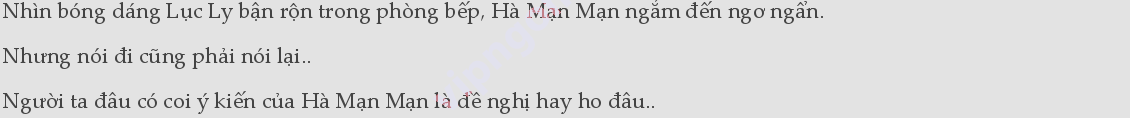 Nhìn bóng dáng Lục Ly bận rộn trong phòng bếp, Hà Mạn Mạn ngắm đến ngơ ngẩn.
Nhưng nói đi cũng phải nói lại..
Người ta đâu có coi ý kiến của Hà Mạn Mạn là đề nghị hay ho đâu..